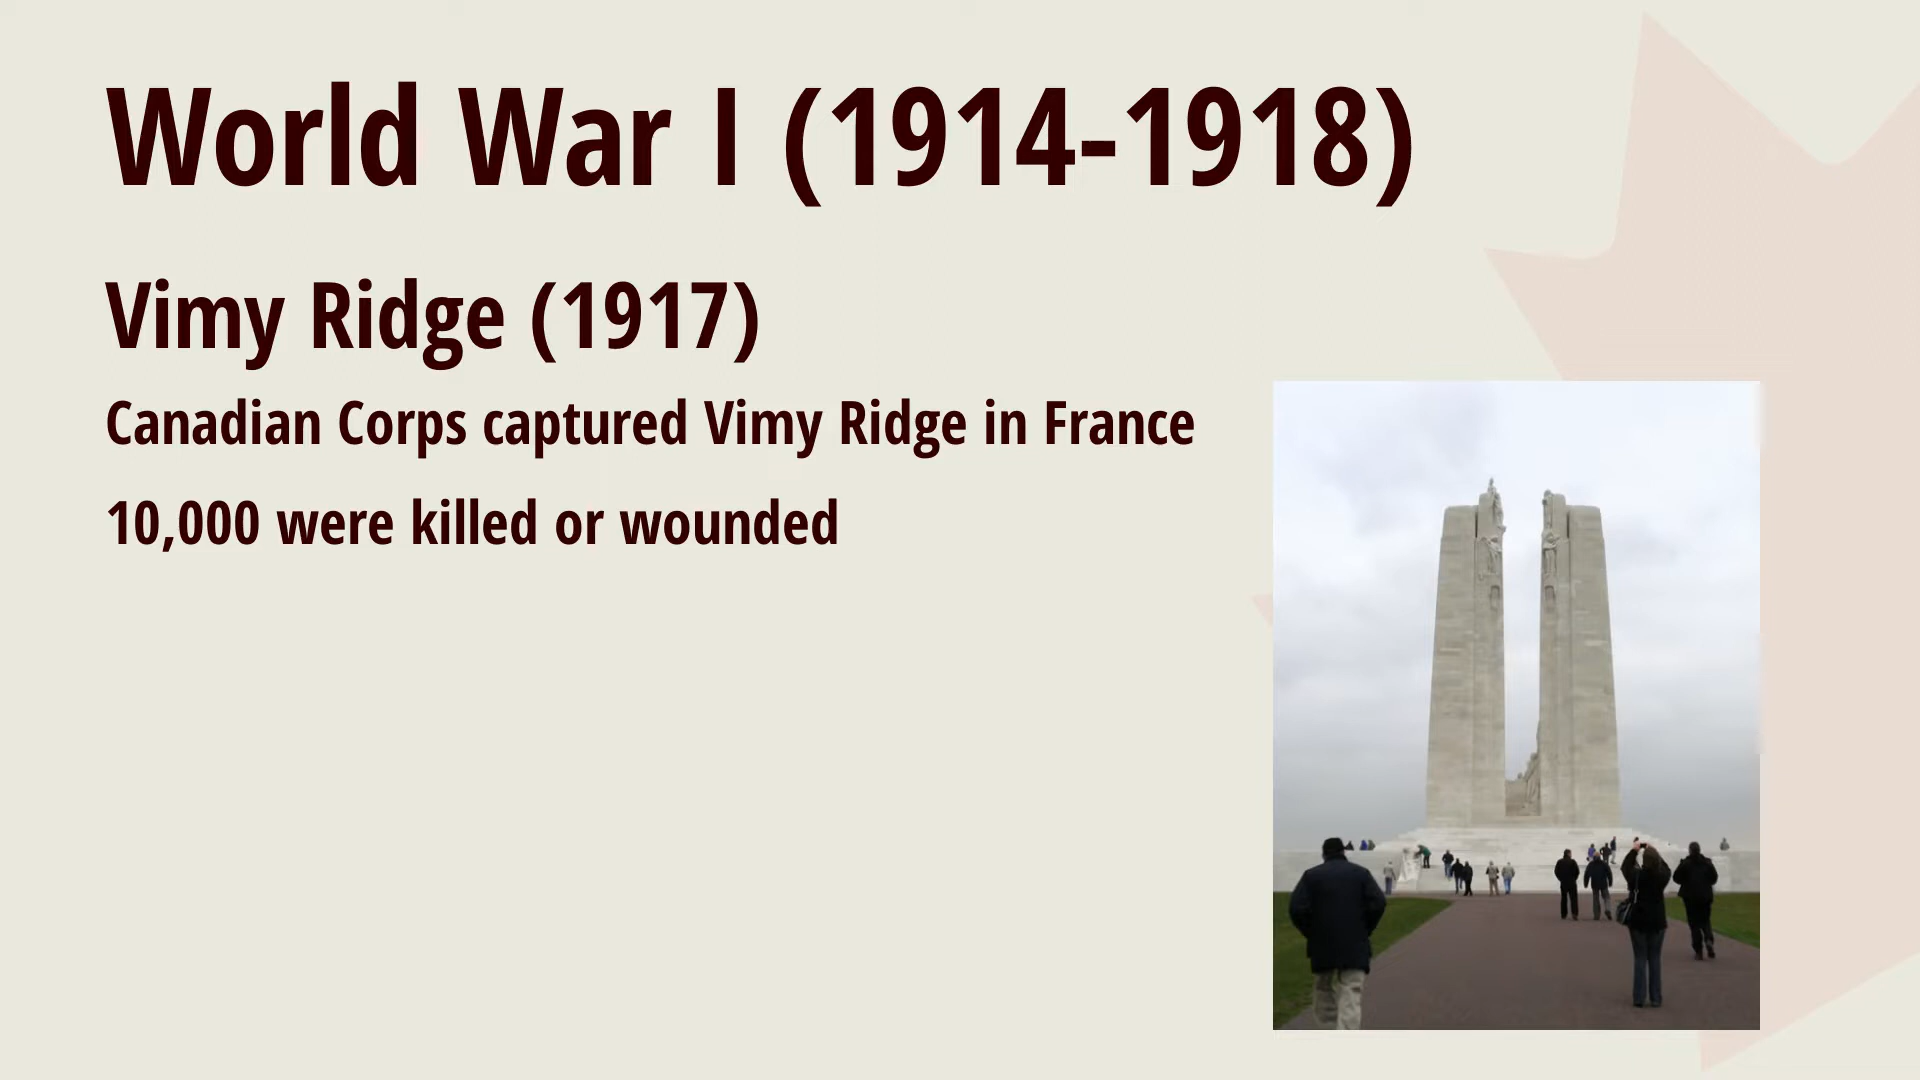 World War I (1914-1918)
Vimy Ridge (1917)
Canadian Corps captured Vimy Ridge in France
10,000 were killed or wounded